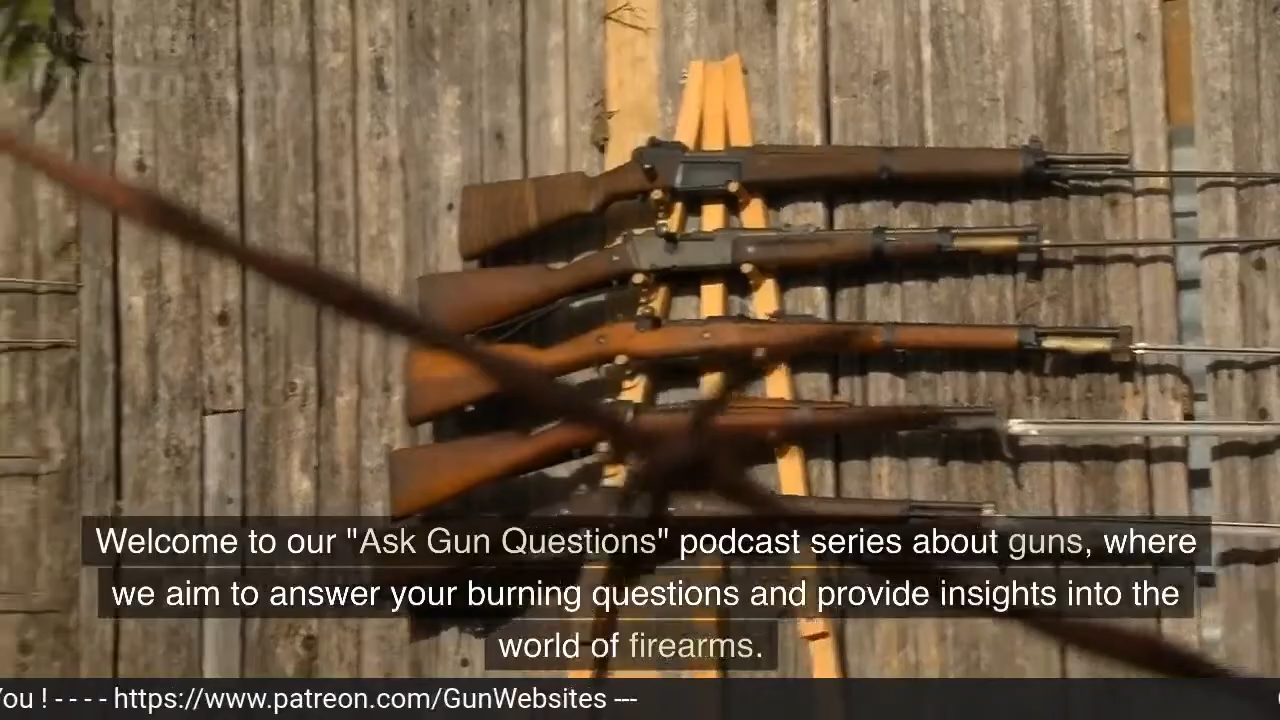 Welcome to our "Ask Gun Questions" podcast series about guns, where
we aim to answer your burning questions and provide insights into the
world of firearms.
You ! - - - - https://www.patreon.com/GunWebsites ---